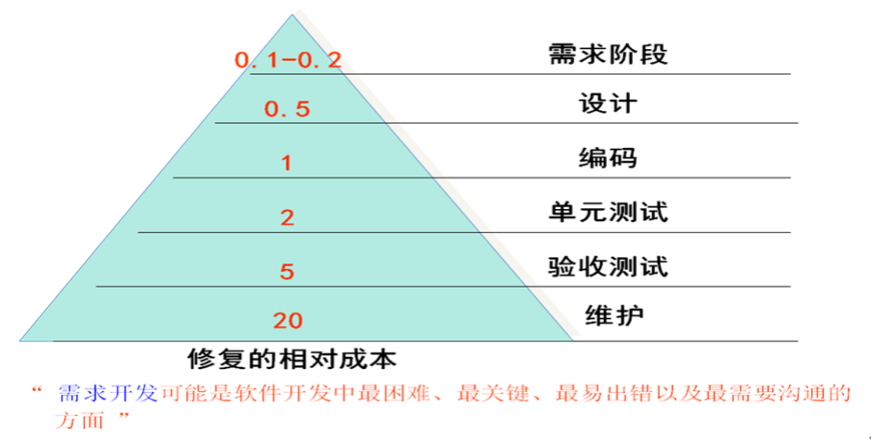 0.1-0.2 需求阶段
0.5 设计
1 编码
2 单元测试
5 验收测试
20 维护
修复的相对成本
“ 需求开发可能是软件开发中最困难、最关键、最易出错以及最需要沟通的
方面 ”